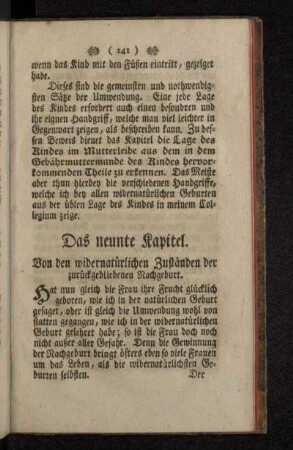 ( 141 )
wenn das Kind mit den Füßen eintritt, gezeiget
habe.
Dieses sind die gemeinsten und nothwendig-
sten Sätze der Umwendung. Eine jede Lage
des Kindes erfordert auch einen besondren und
ihr eignen Handgriff, welche man viel leichter in
Gegenwart zeigen, als beschreiben kann. Zu des-
sen Beweis dienet das Kapitel die Lage des
Kindes im Mutterleibe aus dem in dem
Gebährmuttermunde des Kindes hervor-
kommenden Theile zu erkennen. Das Meiste
aber thun hierbey die verschiedenen Handgriffe,
welche ich bey allen widernatürlichen Geburten
aus der üblen Lage des Kindes in meinem Col-
legium zeige.
Das neunte Kapitel.
Von den widernatürlichen Zuständen der
zurückgebliebenen Nachgeburt.
Hat nun gleich die Frau ihre Frucht glücklich
geboren, wie ich in der natürlichen Geburt
gesaget, oder ist gleich die Umwendung wohl von
statten gegangen, wie ich in der widernatürlichen
Geburt gelehret habe; so ist die Frau doch noch
nicht außer aller Gefahr. Denn die Gewinnung
der Nachgeburt bringt öfters eben so viele Frauen
um das Leben, als die widernatürlichsten Ge-
burten selbsten.
Der